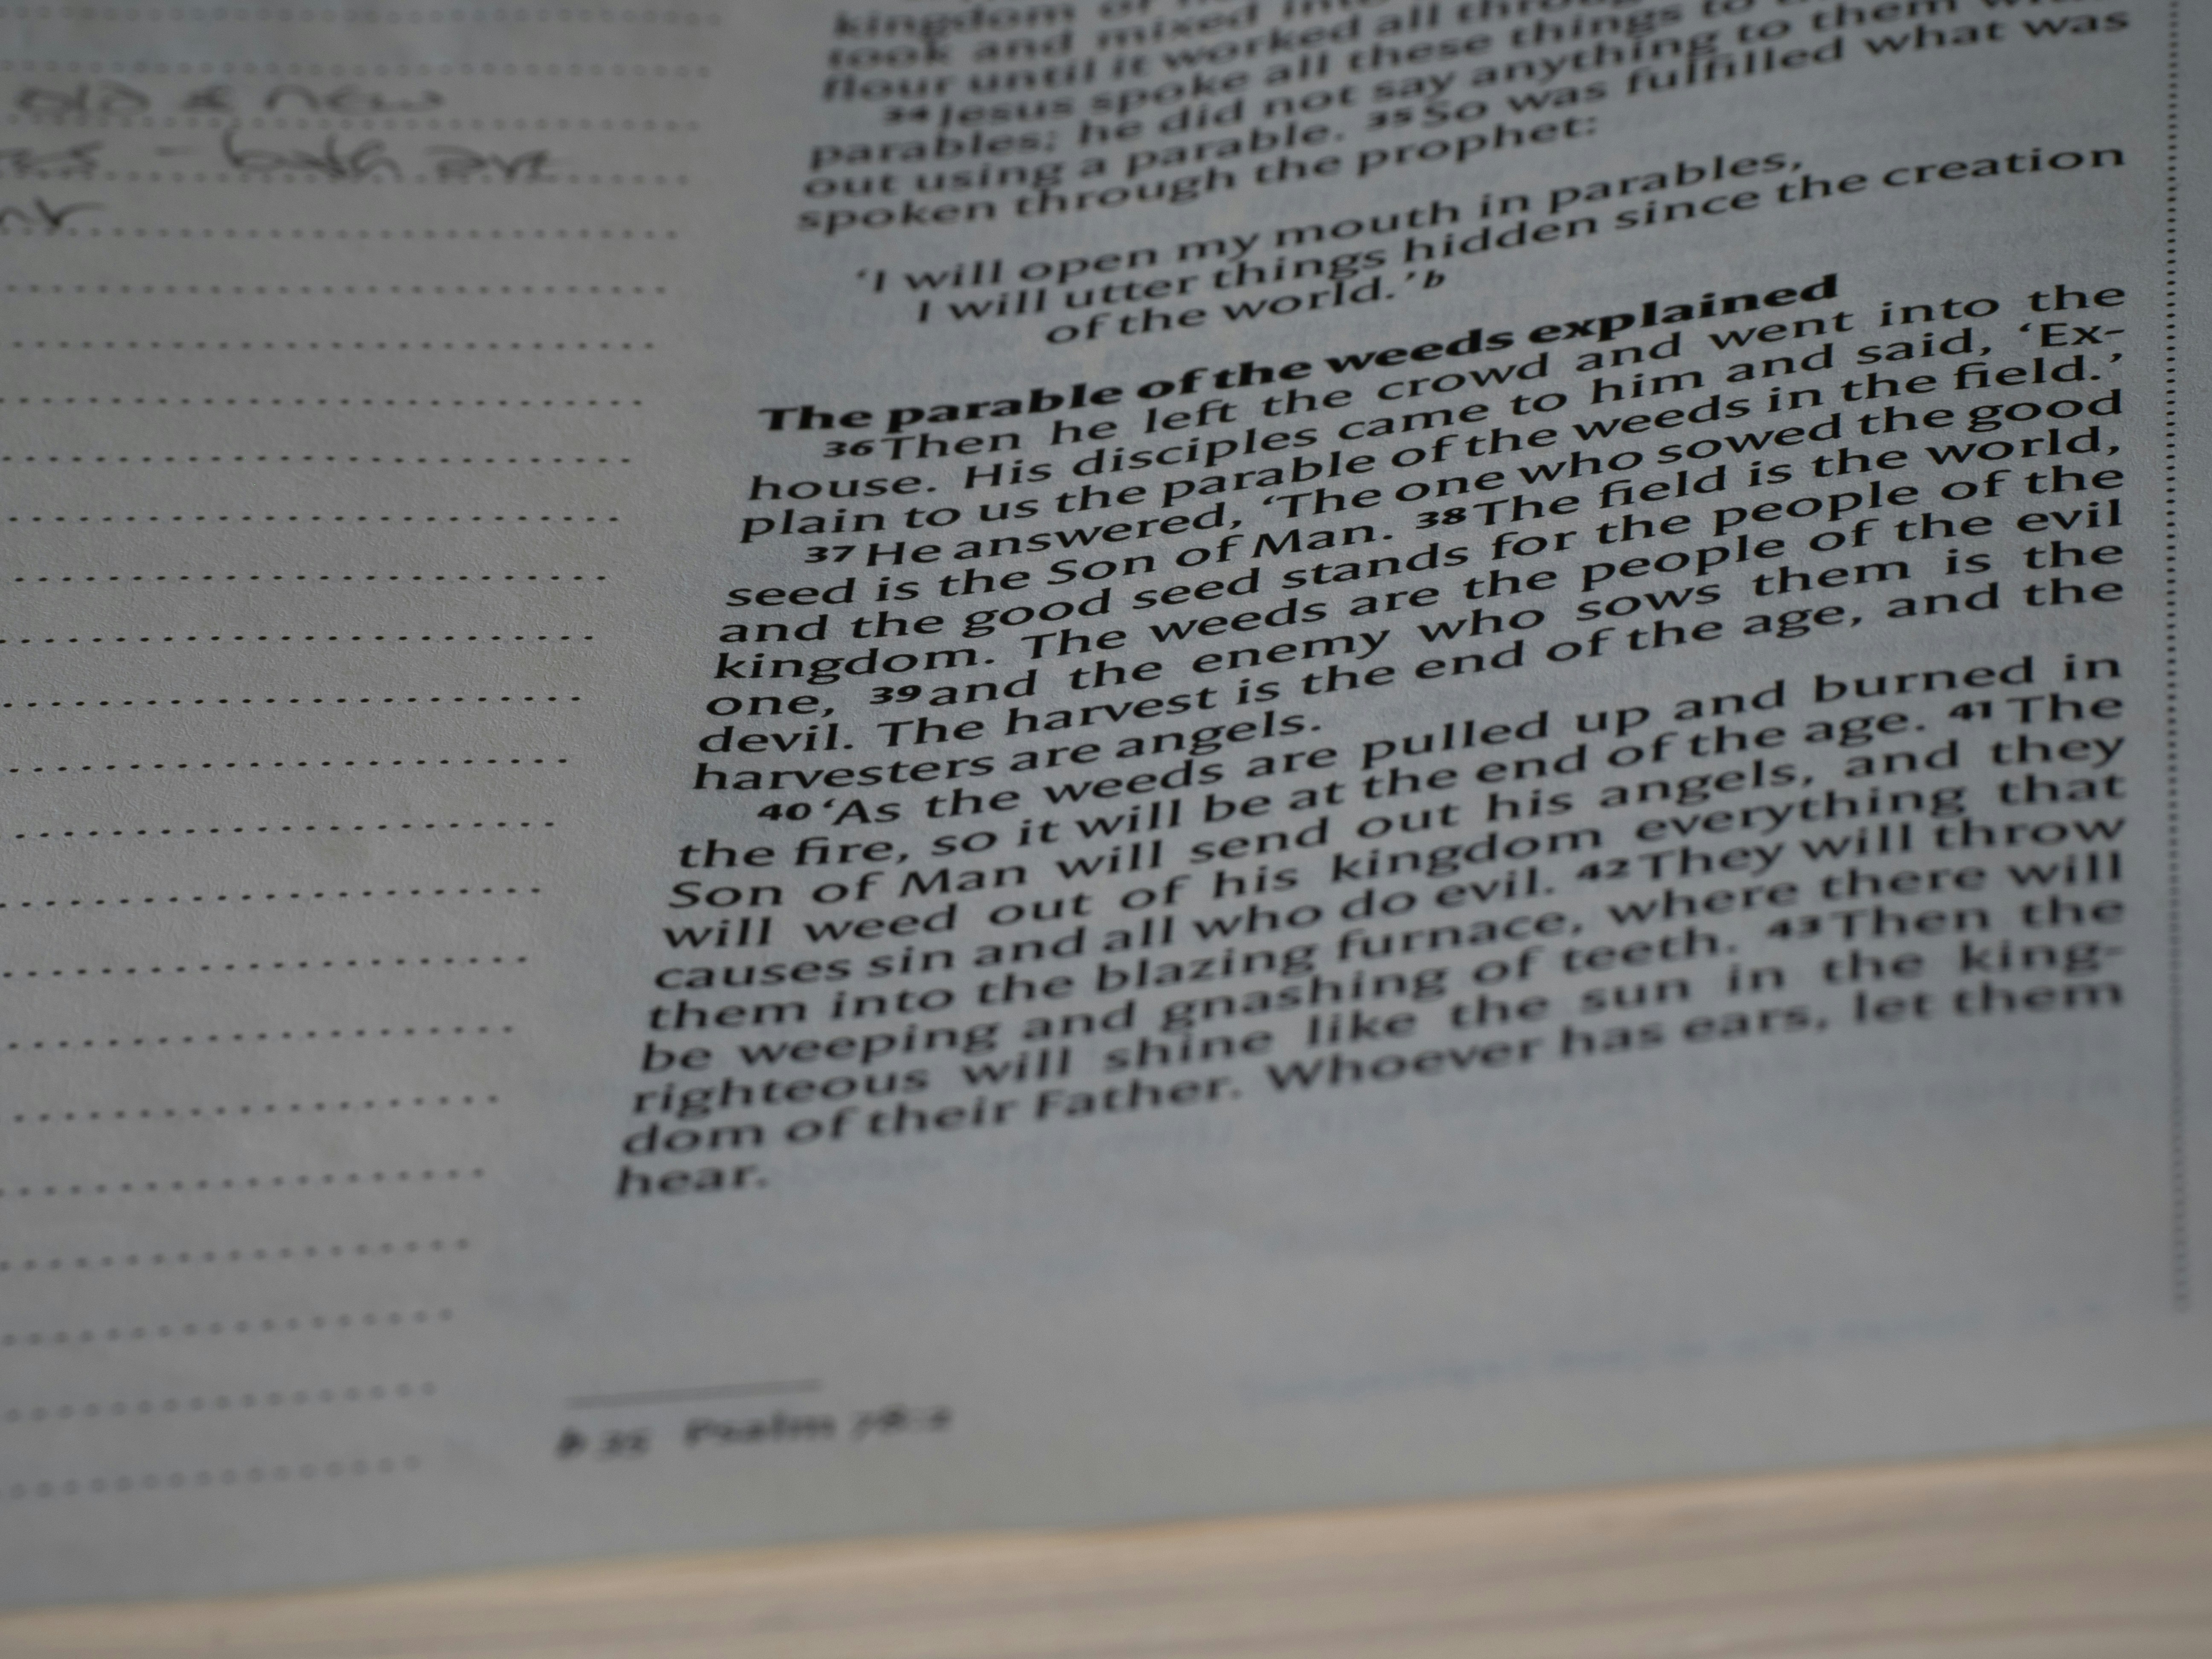 old & new
- both are
kingdom of
took and mixed
flour until it worked all
34 Jesus spoke all these things to
parables; he did not say anything to them
out using a parable. 35 So was fulfilled what was
spoken through the prophet:
‘I will open my mouth in parables,
I will utter things hidden since the creation
of the world.’ b
The parable of the weeds explained
36 Then he left the crowd and went into the
house. His disciples came to him and said, ‘Ex-
plain to us the parable of the weeds in the field.’
37 He answered, ‘The one who sowed the good
seed is the Son of Man. 38 The field is the world,
and the good seed stands for the people of the
kingdom. The weeds are the people of the evil
one, 39 and the enemy who sows them is the
devil. The harvest is the end of the age, and the
harvesters are angels.
40 ‘As the weeds are pulled up and burned in
the fire, so it will be at the end of the age. 41 The
Son of Man will send out his angels, and they
will weed out of his kingdom everything that
causes sin and all who do evil. 42 They will throw
them into the blazing furnace, where there will
be weeping and gnashing of teeth. 43 Then the
righteous will shine like the sun in the king-
dom of their Father. Whoever has ears, let them
hear.
b 35 Psalm 78:2